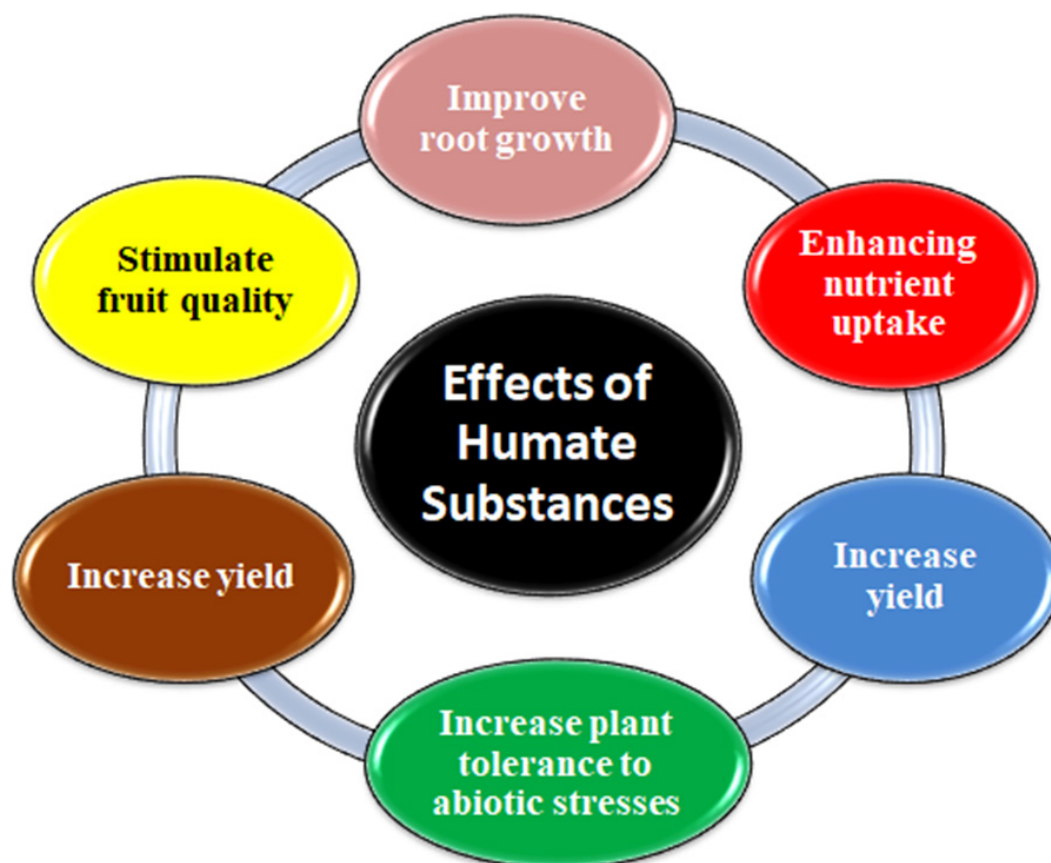 Improve
root growth
Enhancing
nutrient
uptake
Increase
yield
Increase plant
tolerance to
abiotic stresses
Increase yield
Stimulate
fruit quality
Effects of
Humate
Substances